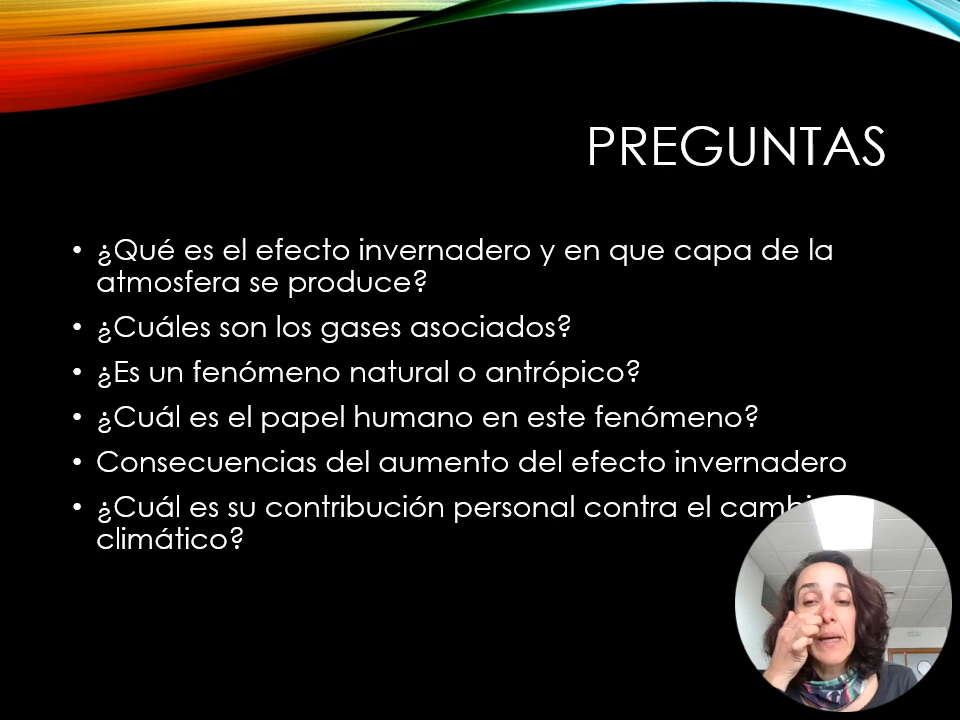 PREGUNTAS
• ¿Qué es el efecto invernadero y en que capa de la
atmosfera se produce?
• ¿Cuáles son los gases asociados?
• ¿Es un fenómeno natural o antrópico?
• ¿Cuál es el papel humano en este fenómeno?
• Consecuencias del aumento del efecto invernadero
• ¿Cuál es su contribución personal contra el
climático?